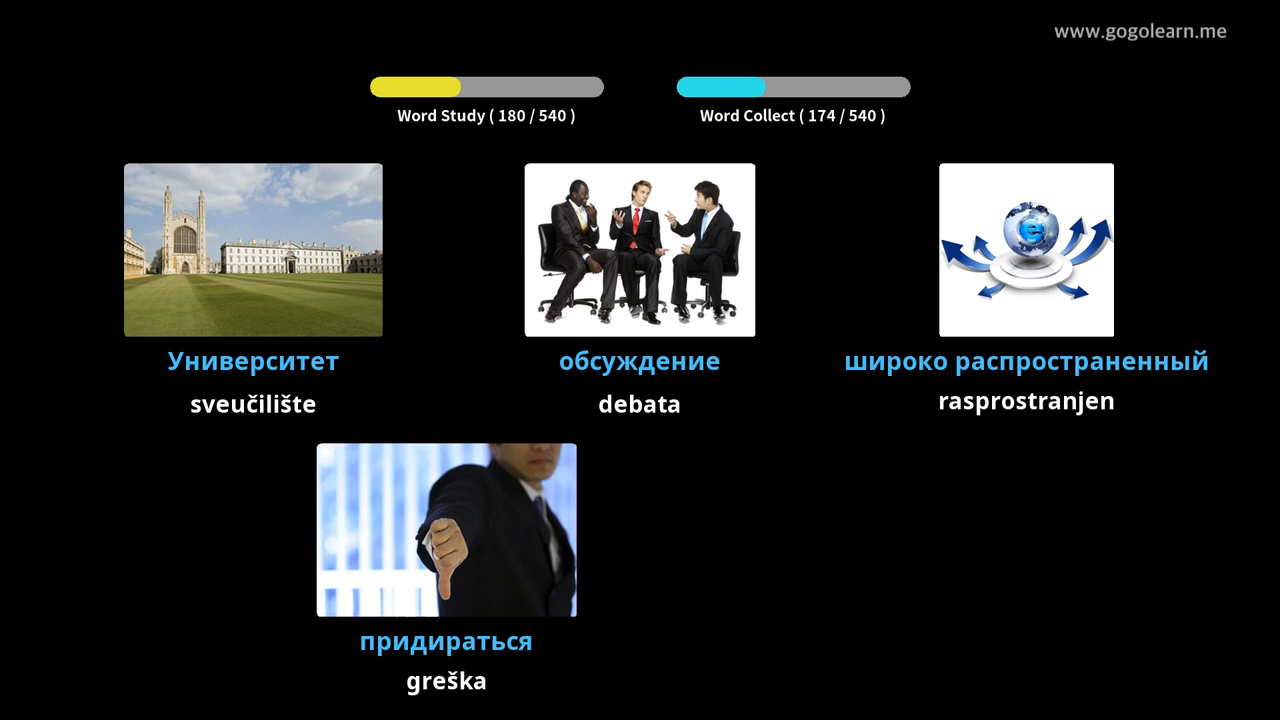 www.gogolearn.me
Word Study ( 180 / 540 )
Word Collect ( 174 / 540 )
Университет
sveučilište
обсуждение
debata
широко распространенный
rasprostranjen
придираться
greška